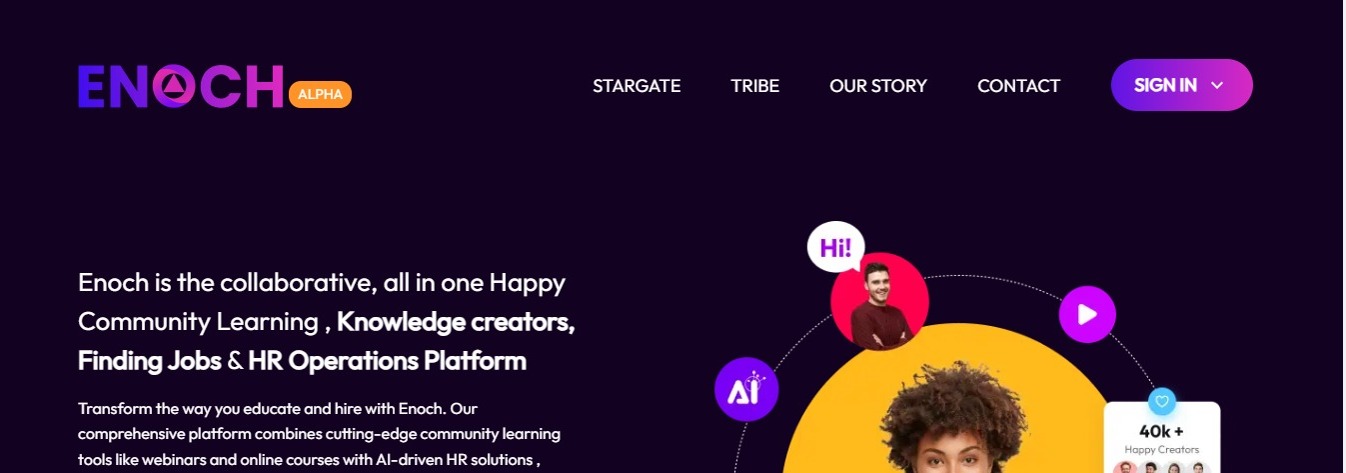 ENOCH ALPHA STARGATE TRIBE OUR STORY CONTACT SIGN IN
Hi!
Enoch is the collaborative, all in one Happy
Community Learning , Knowledge creators,
Finding Jobs & HR Operations Platform
AI
Transform the way you educate and hire with Enoch. Our
comprehensive platform combines cutting-edge community learning
tools like webinars and online courses with AI-driven HR solutions ,
40k +
Happy Creators